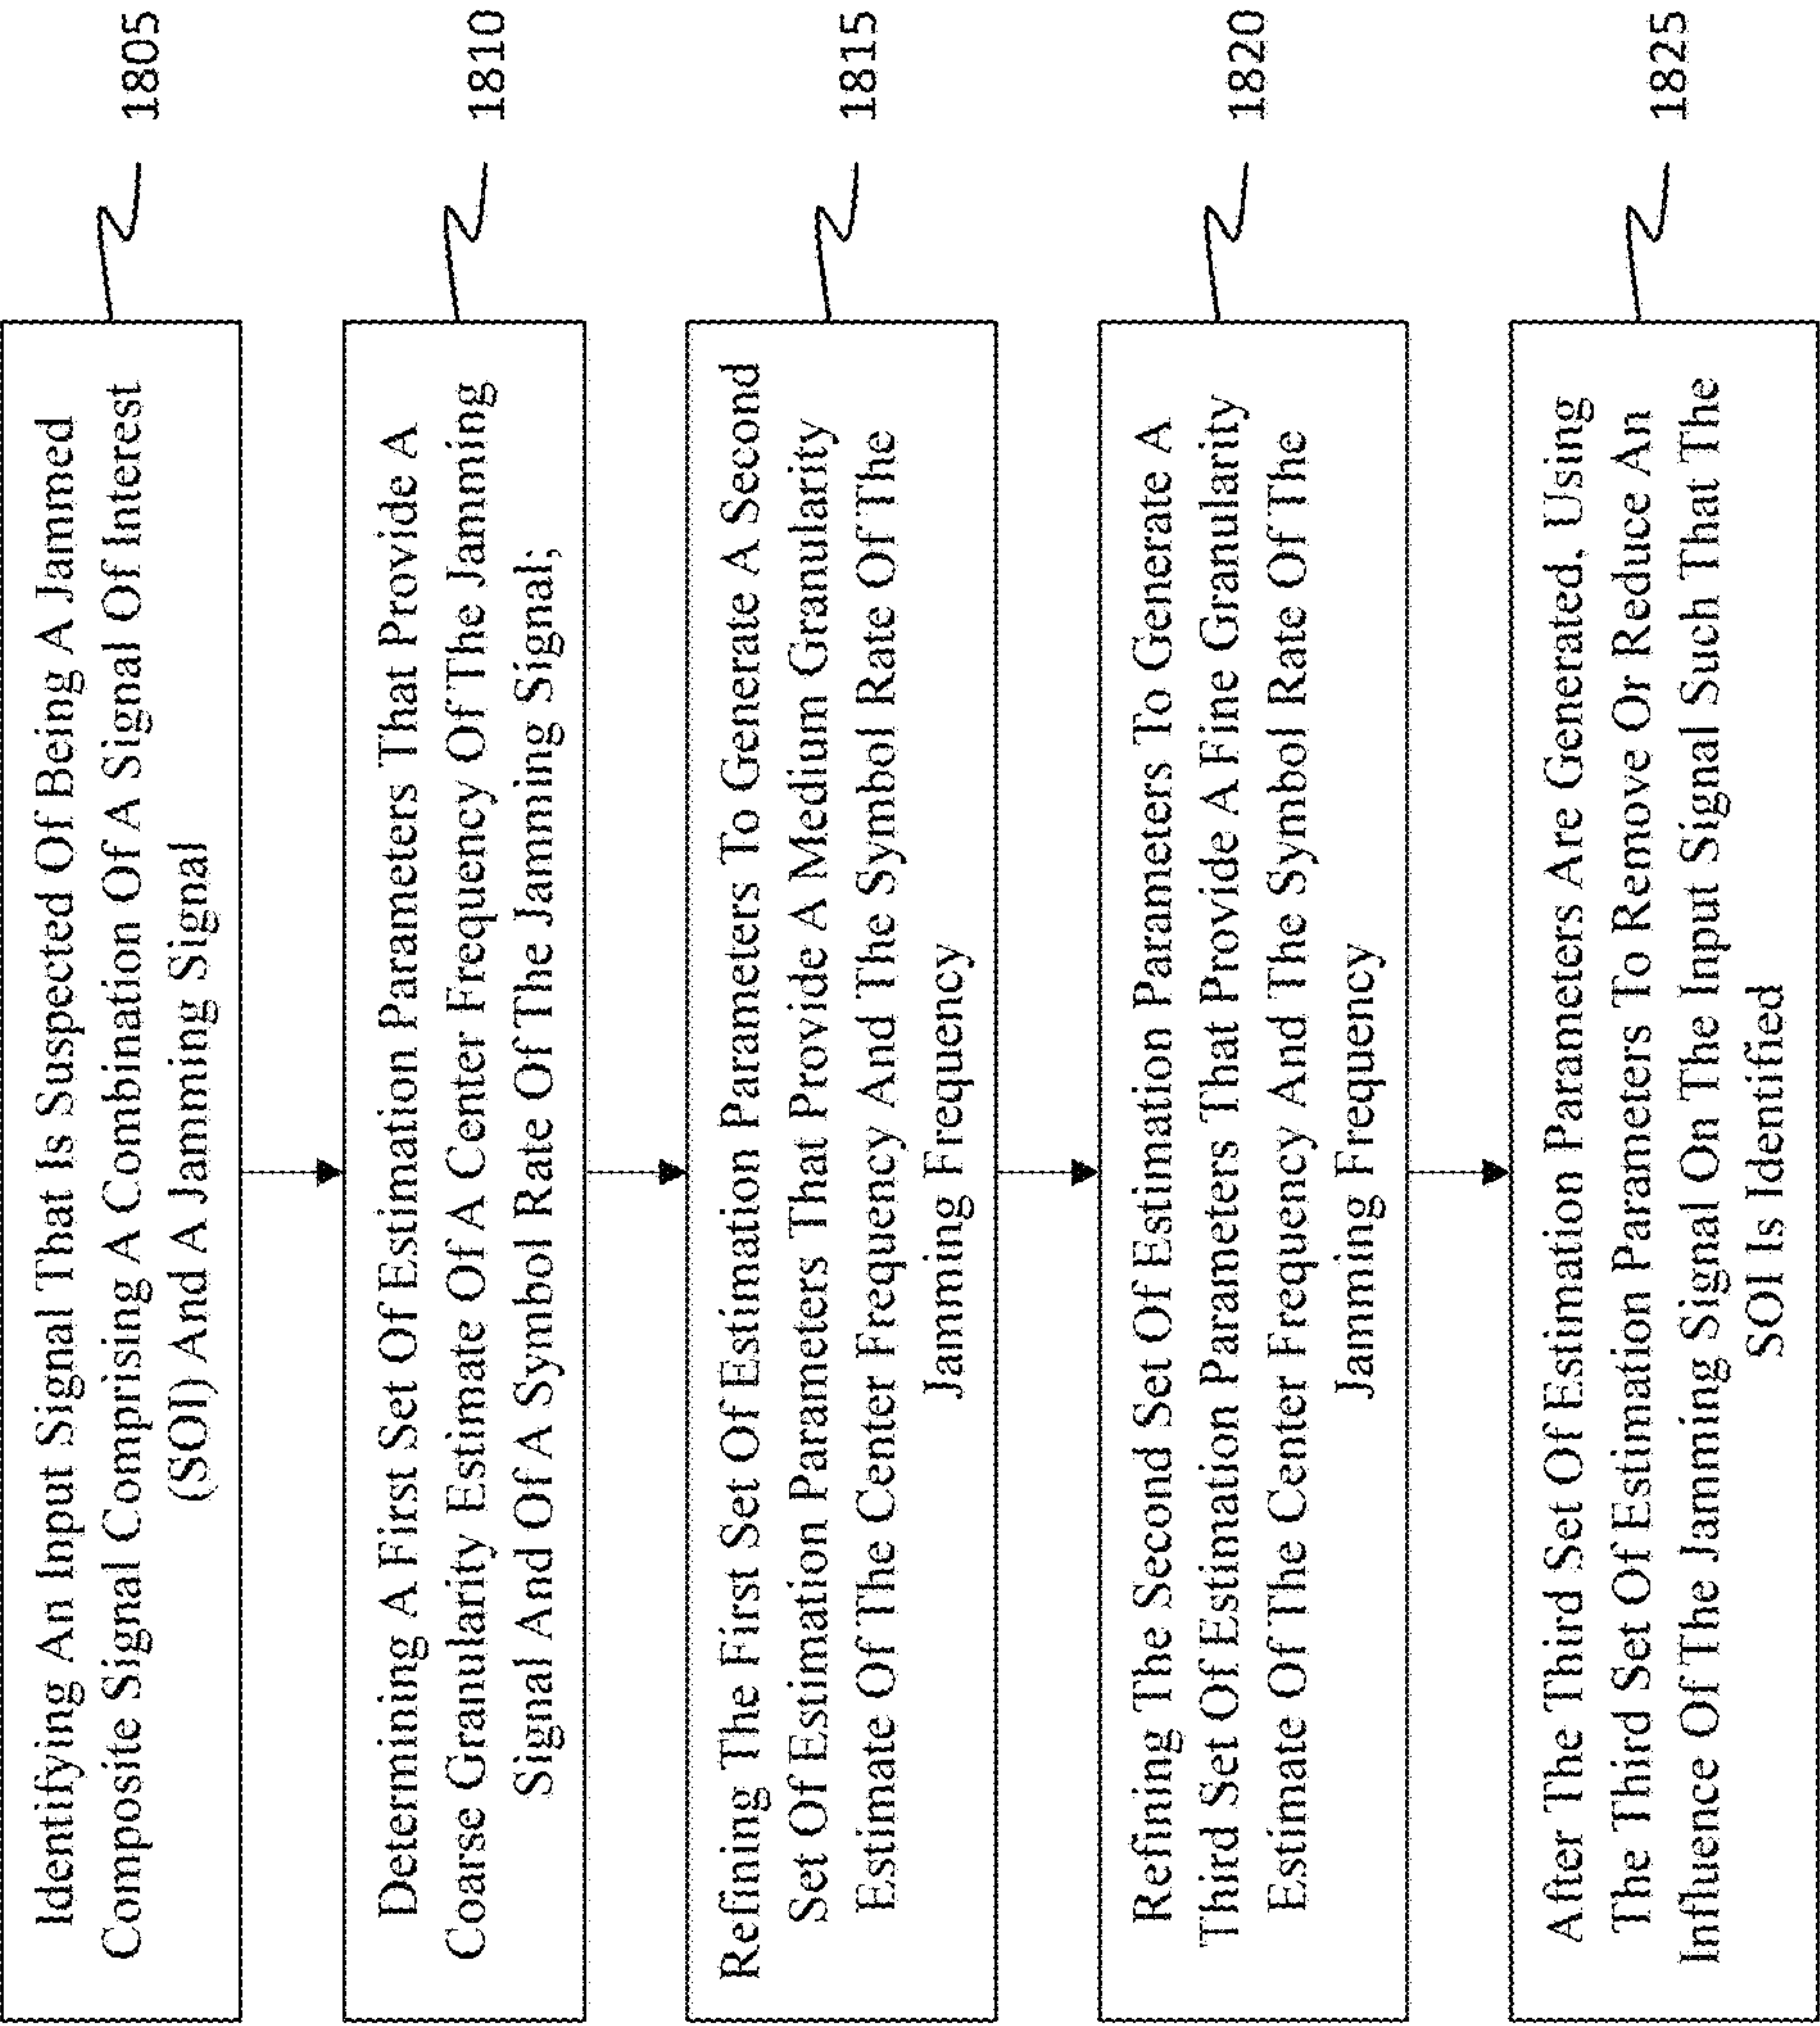 Identifying An Input Signal That Is Suspected Of Being A Jammed
Composite Signal Comprising A Combination Of A Signal Of Interest
(SOI) And A Jamming Signal
1805
Determining A First Set Of Estimation Parameters That Provide A
Coarse Granularity Estimate Of A Center Frequency Of The Jamming
Signal And Of A Symbol Rate Of The Jamming Signal;
1810
Refining The First Set Of Estimation Parameters To Generate A Second
Set Of Estimation Parameters That Provide A Medium Granularity
Estimate Of The Center Frequency And The Symbol Rate Of The
Jamming Frequency
1815
Refining The Second Set Of Estimation Parameters To Generate A
Third Set Of Estimation Parameters That Provide A Fine Granularity
Estimate Of The Center Frequency And The Symbol Rate Of The
Jamming Frequency
1820
After The Third Set Of Estimation Parameters Are Generated, Using
The Third Set Of Estimation Parameters To Remove Or Reduce An
Influence Of The Jamming Signal On The Input Signal Such That The
SOI Is Identified
1825